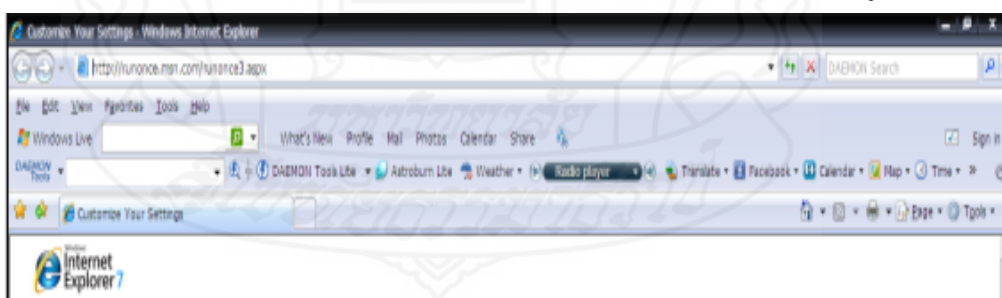 Customize Your Settings - Windows Internet Explorer
http://runonce.msn.com/runonce3.aspx DAEMON Search
File Edit View Favorites Tools Help
Windows Live What's New Profile Mail Photos Calendar Share Sign in
DAEMON Tools DAEMON Tools Lite Astroburn Lite Weather Radio player Translate Facebook Calendar Map Time »
Customize Your Settings Page Tools
Windows
Internet
Explorer 7